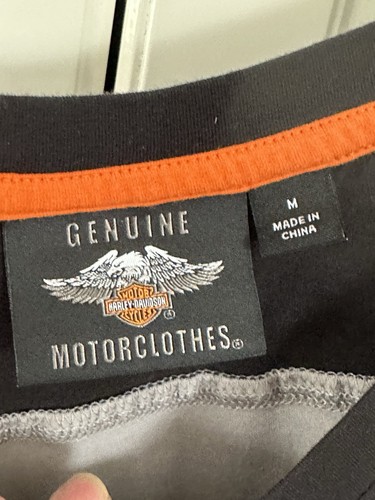 GENUINE
MOTOR
HARLEY-DAVIDSON
CYCLES
®
MOTORCLOTHES®
M
MADE IN
CHINA